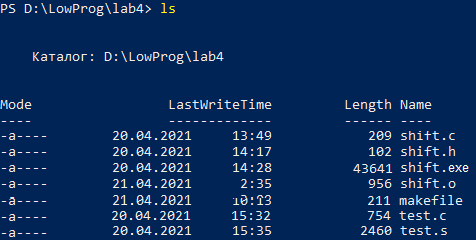 PS D:\LowProg\lab4> ls
Каталог: D:\LowProg\lab4
Mode LastWriteTime Length Name
---- ------------- ------ ----
-a---- 20.04.2021 13:49 209 shift.c
-a---- 20.04.2021 14:17 102 shift.h
-a---- 20.04.2021 14:28 43641 shift.exe
-a---- 21.04.2021 2:35 956 shift.o
-a---- 21.04.2021 10:13 211 makefile
-a---- 20.04.2021 15:32 754 test.c
-a---- 20.04.2021 15:35 2460 test.s